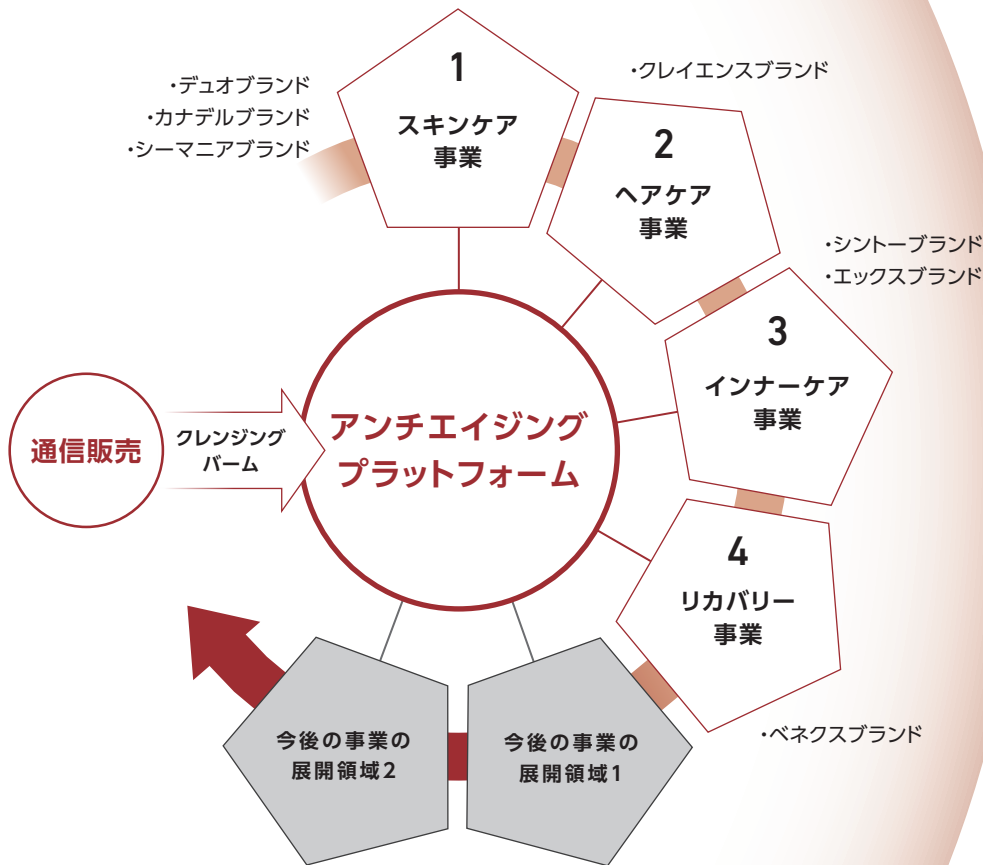 ・デュオブランド
・カナデルブランド
・シーマニアブランド
1
スキンケア
事業
・クレイエンスブランド
2
ヘアケア
事業
・シントーブランド
・エックスブランド
3
インナーケア
事業
通信販売
クレンジング
バーム
アンチエイジング
プラットフォーム
4
リカバリー
事業
・ベネクスブランド
今後の事業の
展開領域2
今後の事業の
展開領域1